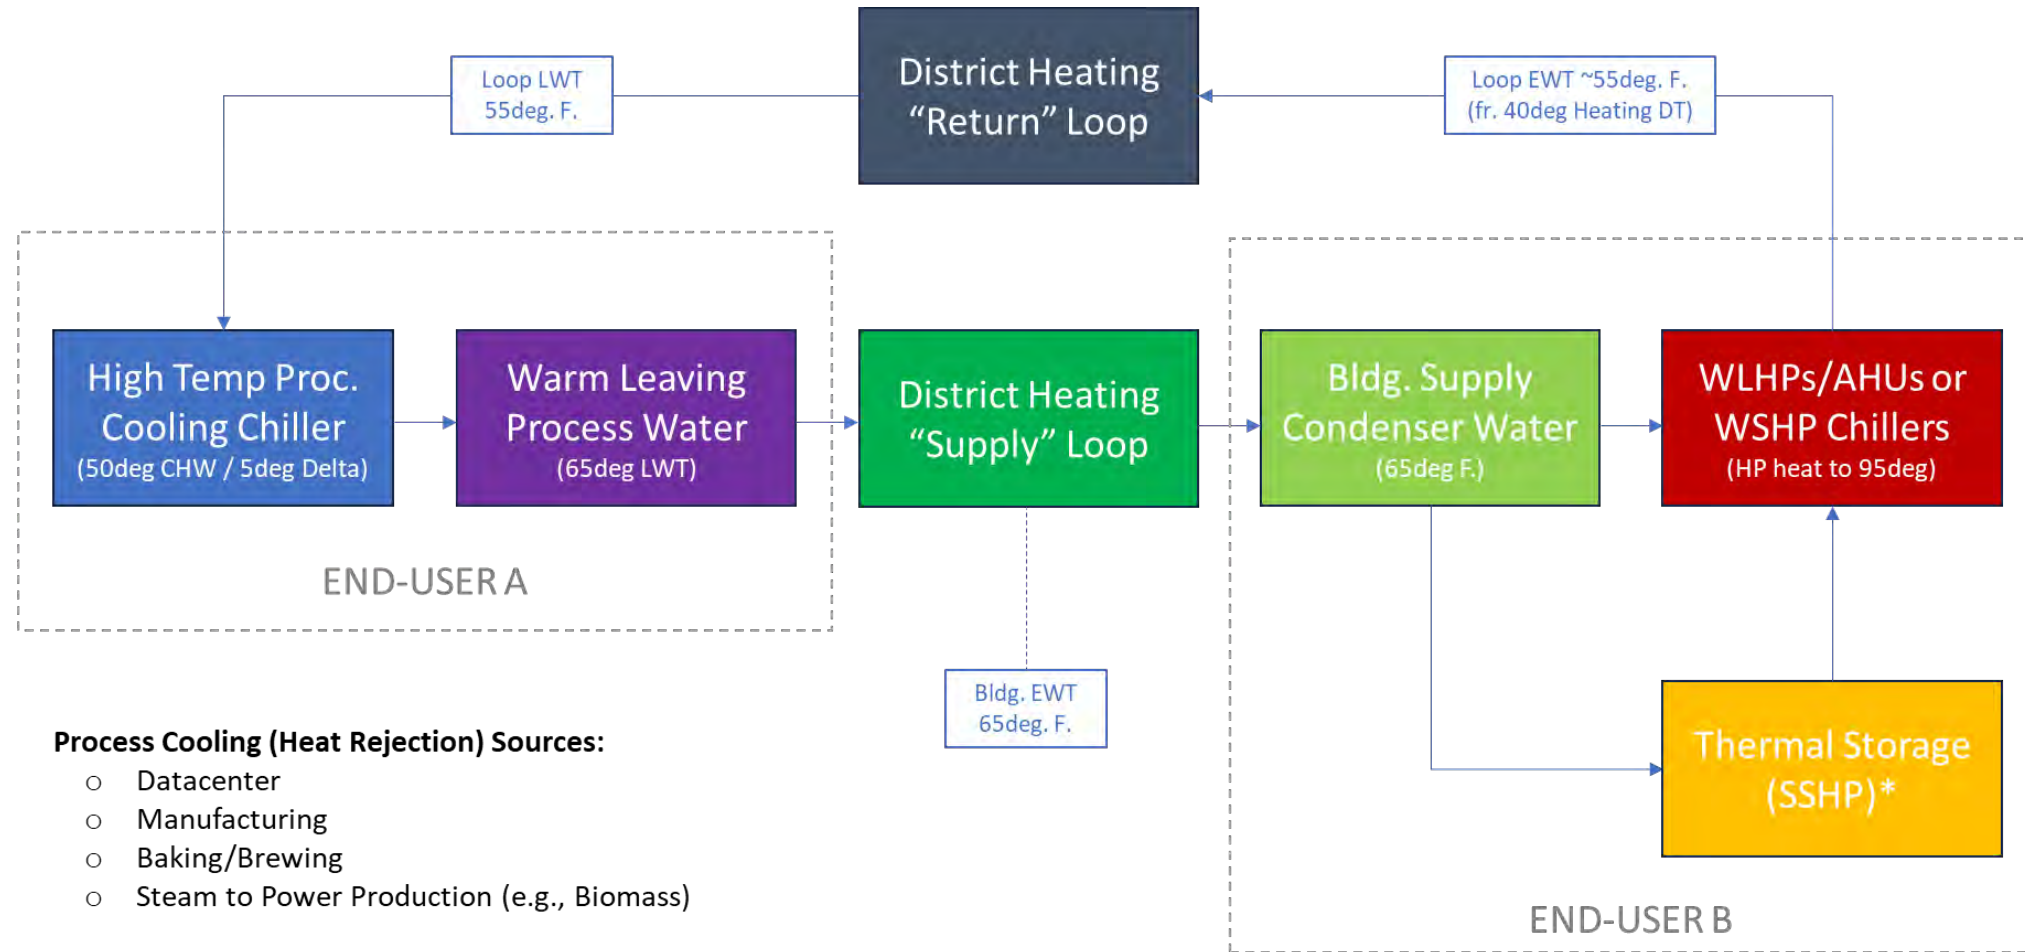 District Heating
“Return” Loop
Loop LWT
55deg. F.
Loop EWT ~55deg. F.
(fr. 40deg Heating DT)
High Temp Proc.
Cooling Chiller
(50deg CHW / 5deg Delta)
Warm Leaving
Process Water
(65deg LWT)
District Heating
“Supply” Loop
Bldg. Supply
Condenser Water
(65deg F.)
WLHPs/AHUs or
WSHP Chillers
(HP heat to 95deg)
END-USER A
Bldg. EWT
65deg. F.
Thermal Storage
(SSHP)*
END-USER B
Process Cooling (Heat Rejection) Sources:
o Datacenter
o Manufacturing
o Baking/Brewing
o Steam to Power Production (e.g., Biomass)